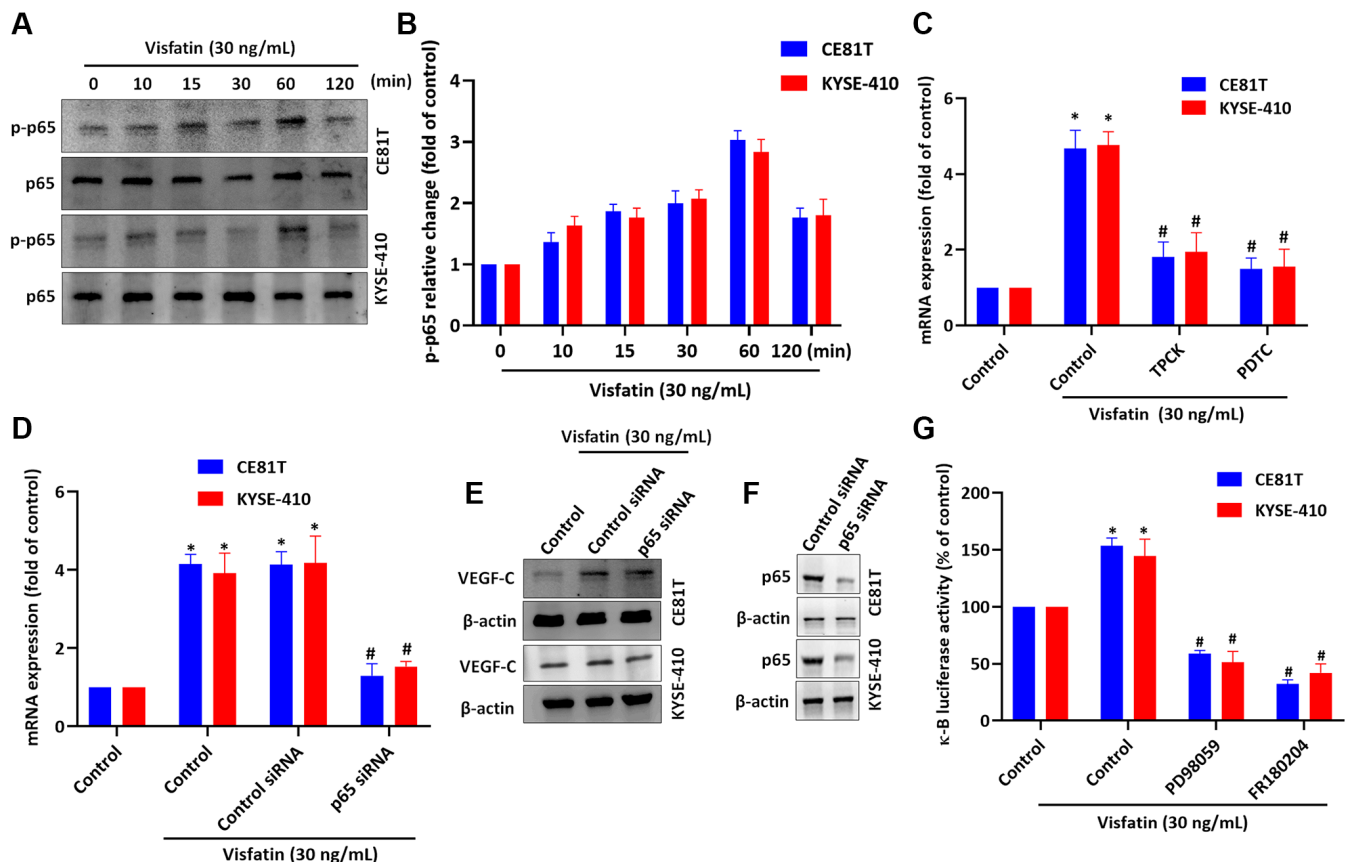 A
Visfatin (30 ng/mL)
0 10 15 30 60 120 (min)
p-p65
p65
CE81T
p-p65
p65
KYSE-410
B
CE81T
KYSE-410
p-p65 relative change (fold of control)
4
3
2
1
0
0 10 15 30 60 120 (min)
Visfatin (30 ng/mL)
C
CE81T
KYSE-410
mRNA expression (fold of control)
6
4
2
0
* *
# #
# #
Control
Control
TPCK
PDTC
Visfatin (30 ng/mL)
D
CE81T
KYSE-410
mRNA expression (fold of control)
6
4
2
0
* *
* *
# #
Control
Control
Control siRNA
p65 siRNA
Visfatin (30 ng/mL)
E
Visfatin (30 ng/mL)
Control
Control siRNA
p65 siRNA
VEGF-C
β-actin
CE81T
VEGF-C
β-actin
KYSE-410
F
Control siRNA
p65 siRNA
p65
β-actin
CE81T
p65
β-actin
KYSE-410
G
CE81T
KYSE-410
κ-B luciferase activity (% of control)
200
150
100
50
0
* *
# #
# #
Control
Control
PD98059
FR180204
Visfatin (30 ng/mL)